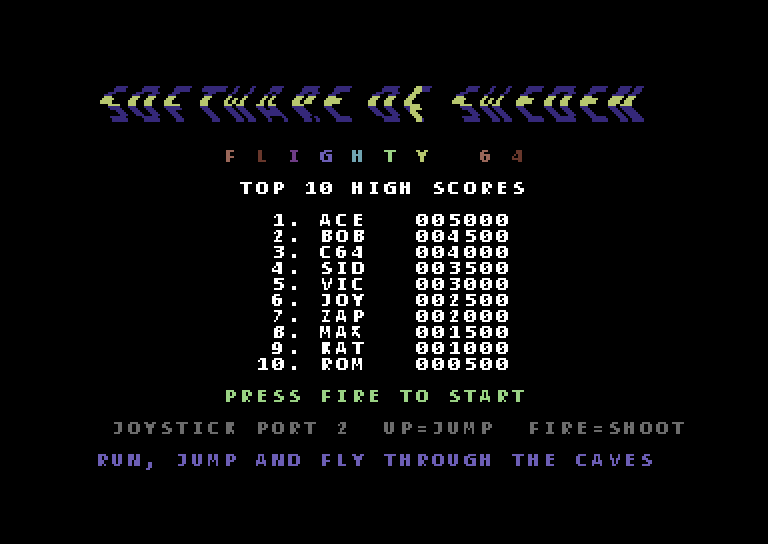 SOFTWARE OF SWEDEN
FLIGHTY 64
TOP 10 HIGH SCORES
1. ACE 005000
2. BOB 004500
3. C64 004000
4. SID 003500
5. VIC 003000
6. JOY 002500
7. ZAP 002000
8. MAX 001500
9. KAT 001000
10. ROM 000500
PRESS FIRE TO START
JOYSTICK PORT 2 UP=JUMP FIRE=SHOOT
RUN, JUMP AND FLY THROUGH THE CAVES